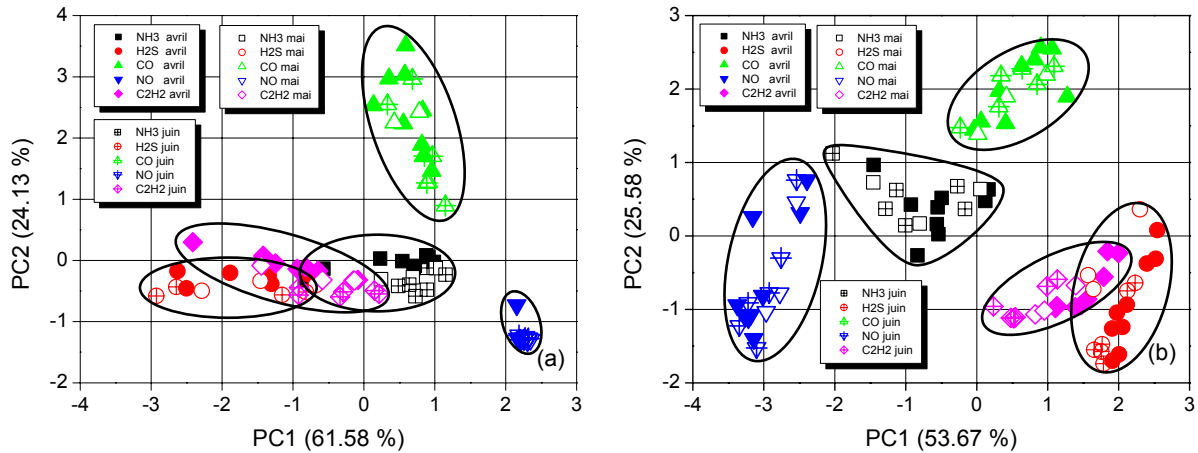 NH3 avril
H2S avril
CO avril
NO avril
C2H2 avril
NH3 mai
H2S mai
CO mai
NO mai
C2H2 mai
NH3 juin
H2S juin
CO juin
NO juin
C2H2 juin
4
3
2
1
0
-1
-2
PC2 (24.13 %)
(a)
-4 -3 -2 -1 0 1 2 3
PC1 (61.58 %)
NH3 avril
H2S avril
CO avril
NO avril
C2H2 avril
NH3 mai
H2S mai
CO mai
NO mai
C2H2 mai
NH3 juin
H2S juin
CO juin
NO juin
C2H2 juin
3
2
1
0
-1
-2
PC2 (25.58 %)
(b)
-4 -3 -2 -1 0 1 2 3
PC1 (53.67 %)